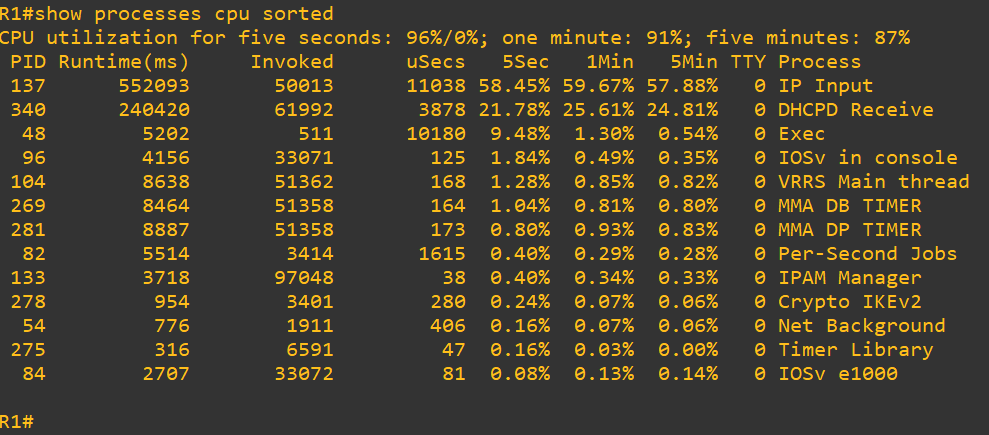 R1#show processes cpu sorted
CPU utilization for five seconds: 96%/0%; one minute: 91%; five minutes: 87%
 PID Runtime(ms)     Invoked      uSecs   5Sec   1Min   5Min TTY Process
 137      552093       50013      11038 58.45% 59.67% 57.88%   0 IP Input
 340      240420       61992       3878 21.78% 25.61% 24.81%   0 DHCPD Receive
  48        5202         511      10180  9.48%  1.30%  0.54%   0 Exec
  96        4156       33071        125  1.84%  0.49%  0.35%   0 IOSv in console
 104        8638       51362        168  1.28%  0.85%  0.82%   0 VRRS Main thread
 269        8464       51358        164  1.04%  0.81%  0.80%   0 MMA DB TIMER
 281        8887       51358        173  0.80%  0.93%  0.83%   0 MMA DP TIMER
  82        5514        3414       1615  0.40%  0.29%  0.28%   0 Per-Second Jobs
 133        3718       97048         38  0.40%  0.34%  0.33%   0 IPAM Manager
 278         954        3401        280  0.24%  0.07%  0.06%   0 Crypto IKEv2
  54         776        1911        406  0.16%  0.07%  0.06%   0 Net Background
 275         316        6591         47  0.16%  0.03%  0.00%   0 Timer Library
  84        2707       33072         81  0.08%  0.13%  0.14%   0 IOSv e1000
R1#